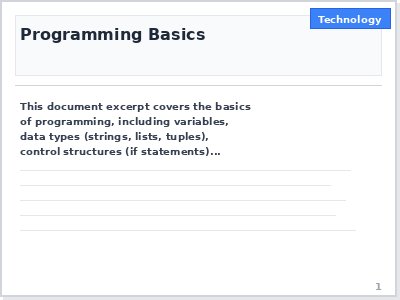 Technology
Programming Basics
This document excerpt covers the basics
of programming, including variables,
data types (strings, lists, tuples),
control structures (if statements)...
1